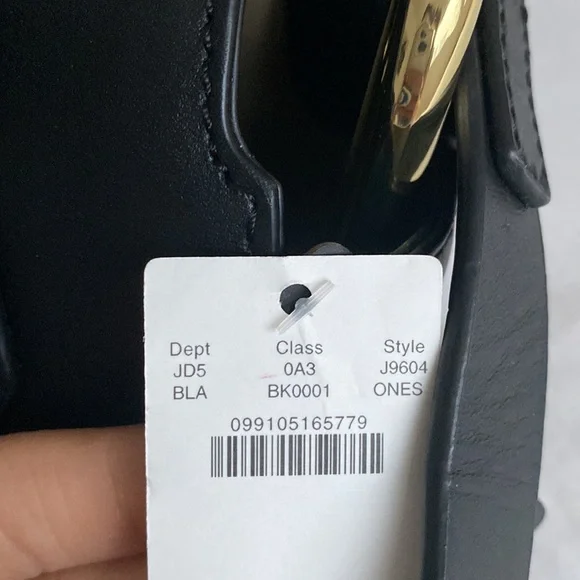 Dept Class Style
JD5 0A3 J9604
BLA BK0001 ONES
099105165779